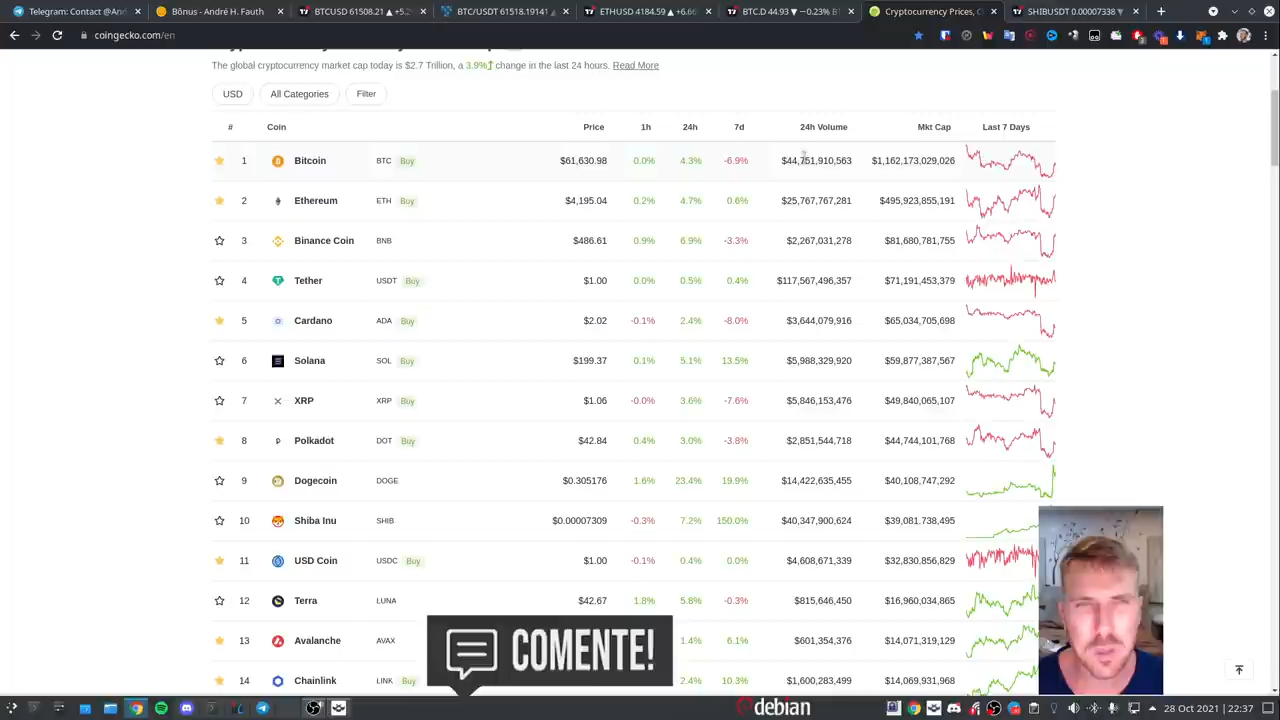 Telegram: Contact @And
Bônus - André H. Fauth
BTCUSD 61508.21 ▲ +5.2
BTC/USDT 61518.19141
ETHUSD 4184.59 ▲ +6.66
BTC.D 44.93 ▼ −0.23% B
Cryptocurrency Prices, C
SHIBUSDT 0.00007338 ▼
coingecko.com/en
The global cryptocurrency market cap today is $2.7 Trillion, a 3.9% change in the last 24 hours. Read More
USD All Categories Filter
# Coin Price 1h 24h 7d 24h Volume Mkt Cap Last 7 Days
1 Bitcoin BTC Buy $61,630.98 0.0% 4.3% -6.9% $44,751,910,563 $1,162,173,029,026
2 Ethereum ETH Buy $4,195.04 0.2% 4.7% 0.6% $25,767,767,281 $495,923,855,191
3 Binance Coin BNB $486.61 0.9% 6.9% -3.3% $2,267,031,278 $81,680,781,755
4 Tether USDT Buy $1.00 0.0% 0.5% 0.4% $117,567,496,357 $71,191,453,379
5 Cardano ADA Buy $2.02 -0.1% 2.4% -8.0% $3,644,079,916 $65,034,705,698
6 Solana SOL Buy $199.37 0.1% 5.1% 13.5% $5,988,329,920 $59,877,387,567
7 XRP XRP Buy $1.06 -0.0% 3.6% -7.6% $5,846,153,476 $49,840,065,107
8 Polkadot DOT Buy $42.84 0.4% 3.0% -3.8% $2,851,544,718 $44,744,101,768
9 Dogecoin DOGE $0.305176 1.6% 23.4% 19.9% $14,422,635,455 $40,108,747,292
10 Shiba Inu SHIB $0.00007309 -0.3% 7.2% 150.0% $40,347,900,624 $39,081,738,495
11 USD Coin USDC Buy $1.00 -0.1% 0.4% 0.0% $4,608,671,339 $32,830,856,829
12 Terra LUNA $42.67 1.8% 5.8% -0.3% $815,646,450 $16,960,034,865
13 Avalanche AVAX 1.4% 6.1% $601,354,376 $14,071,319,129
14 Chainlink LINK Buy 2.4% 10.3% $1,600,283,499 $14,069,931,968
COMENTE!
debian
28 Oct 2021, 22:37